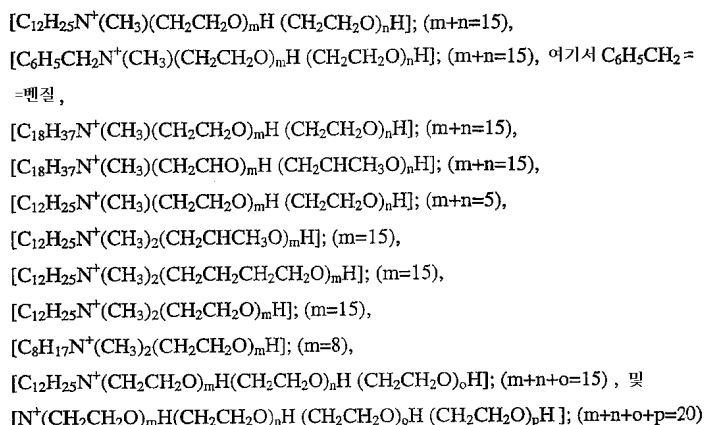 [C₁₂H₂₅N⁺(CH₃)(CH₂CH₂O)ₘH (CH₂CH₂O)ₙH]; (m+n=15),
[C₆H₅CH₂N⁺(CH₃)(CH₂CH₂O)ₘH (CH₂CH₂O)ₙH]; (m+n=15), 여기서 C₆H₅CH₂=
=벤질,
[C₁₈H₃₇N⁺(CH₃)(CH₂CH₂O)ₘH (CH₂CH₂O)ₙH]; (m+n=15),
[C₁₈H₃₇N⁺(CH₃)(CH₂CHO)ₘH (CH₂CHCH₃O)ₙH]; (m+n=15),
[C₁₂H₂₅N⁺(CH₃)(CH₂CH₂O)ₘH (CH₂CH₂O)ₙH]; (m+n=5),
[C₁₂H₂₅N⁺(CH₃)₂(CH₂CHCH₃O)ₘH]; (m=15),
[C₁₂H₂₅N⁺(CH₃)₂(CH₂CH₂CH₂CH₂O)ₘH]; (m=15),
[C₁₂H₂₅N⁺(CH₃)₂(CH₂CH₂O)ₘH]; (m=15),
[C₈H₁₇N⁺(CH₃)₂(CH₂CH₂O)ₘH]; (m=8),
[C₁₂H₂₅N⁺(CH₂CH₂O)ₘH(CH₂CH₂O)ₙH (CH₂CH₂O)ₒH]; (m+n+o=15) , 및
[N⁺(CH₂CH₂O)ₘH(CH₂CH₂O)ₙH (CH₂CH₂O)ₒH (CH₂CH₂O)ₚH ]; (m+n+o+p=20)